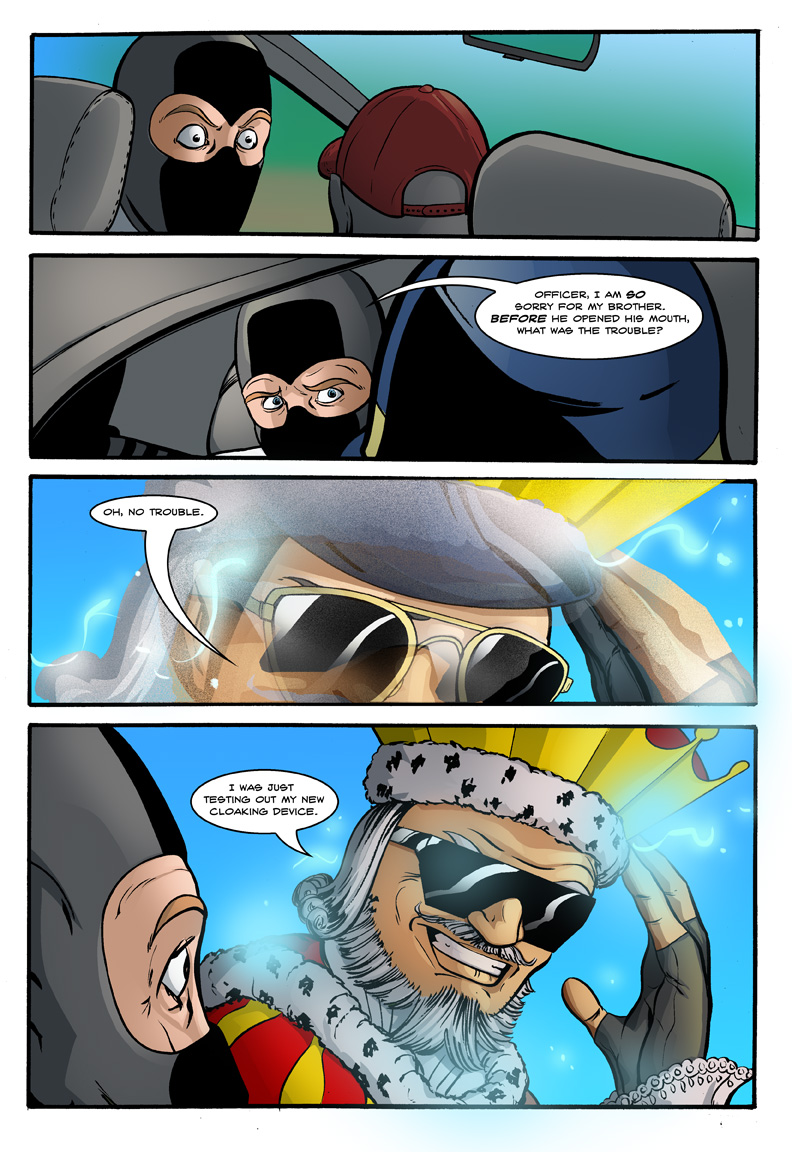 OFFICER, I AM SO
SORRY FOR MY BROTHER.
BEFORE HE OPENED HIS MOUTH,
WHAT WAS THE TROUBLE?
OH, NO TROUBLE.
I WAS JUST
TESTING OUT MY NEW
CLOAKING DEVICE.